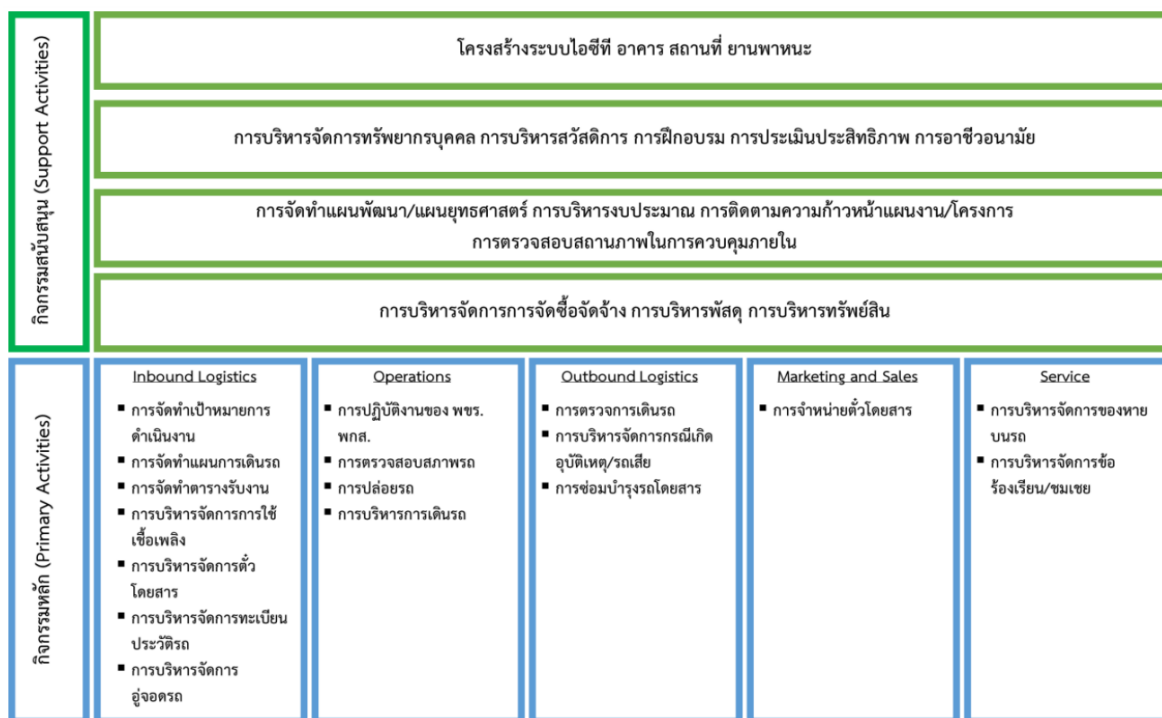 กิจกรรมสนับสนุน (Support Activities)
โครงสร้างระบบไอซีที อาคาร สถานที่ ยานพาหนะ
การบริหารจัดการทรัพยากรบุคคล การบริหารสวัสดิการ การฝึกอบรม การประเมินประสิทธิภาพ การอาชีวอนามัย
การจัดทำแผนพัฒนา/แผนยุทธศาสตร์ การบริหารงบประมาณ การติดตามความก้าวหน้าแผนงาน/โครงการ
การตรวจสอบสถานภาพในการควบคุมภายใน
การบริหารจัดการการจัดซื้อจัดจ้าง การบริหารพัสดุ การบริหารทรัพย์สิน
กิจกรรมหลัก (Primary Activities)
Inbound Logistics
▪ การจัดทำเป้าหมายการ
ดำเนินงาน
▪ การจัดทำแผนการเดินรถ
▪ การจัดทำตารางรับงาน
▪ การบริหารจัดการการใช้
เชื้อเพลิง
▪ การบริหารจัดการตั๋ว
โดยสาร
▪ การบริหารจัดการทะเบียน
ประวัติรถ
▪ การบริหารจัดการ
อู่จอดรถ
Operations
▪ การปฏิบัติงานของ พขร.
พกส.
▪ การตรวจสอบสภาพรถ
▪ การปล่อยรถ
▪ การบริหารการเดินรถ
Outbound Logistics
▪ การตรวจการเดินรถ
▪ การบริหารจัดการกรณีเกิด
อุบัติเหตุ/รถเสีย
▪ การซ่อมบำรุงรถโดยสาร
Marketing and Sales
▪ การจำหน่ายตั๋วโดยสาร
Service
▪ การบริหารจัดการของหาย
บนรถ
▪ การบริหารจัดการข้อ
ร้องเรียน/ชมเชย